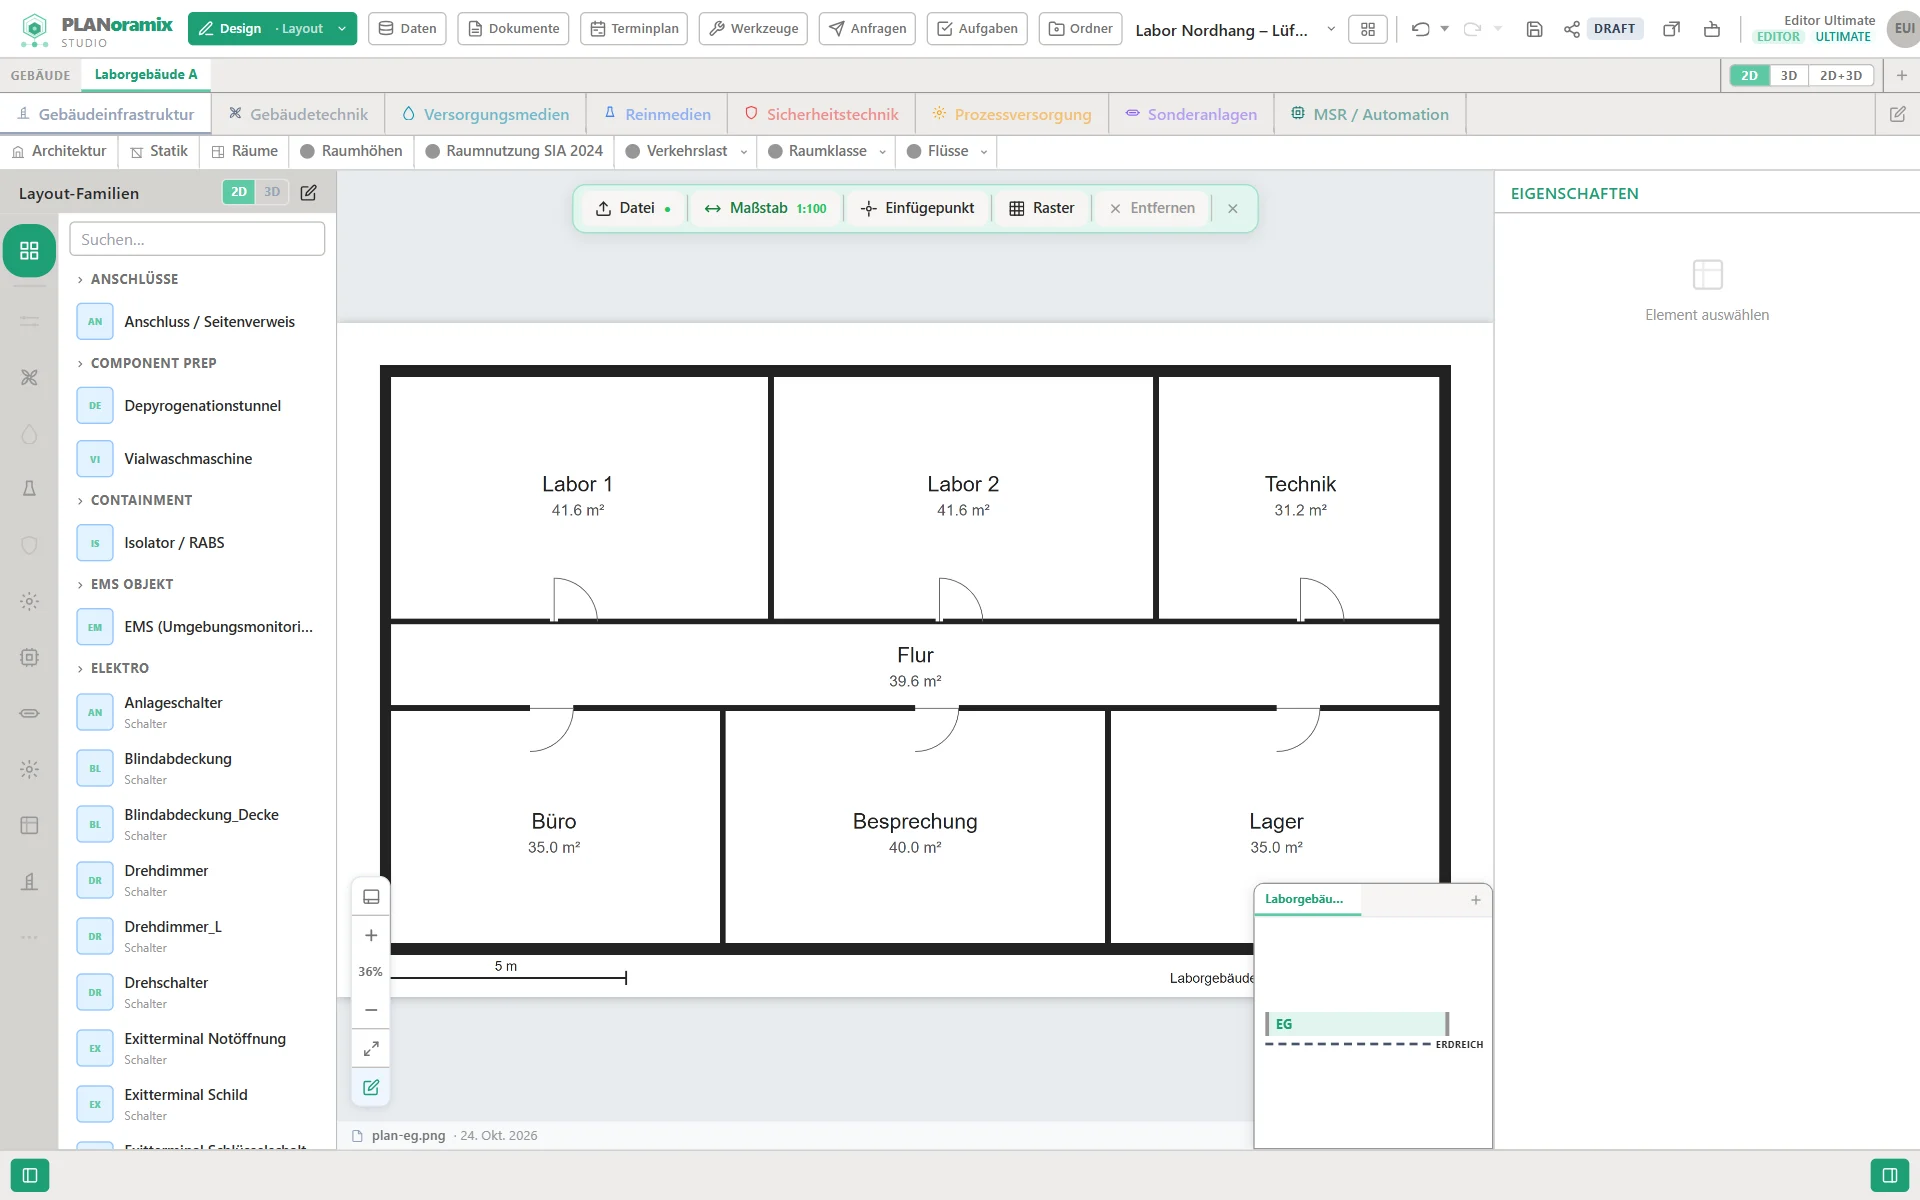 PLANoramix
STUDIO
Design · Layout
Daten
Dokumente
Terminplan
Werkzeuge
Anfragen
Aufgaben
Ordner
Labor Nordhang – Lüf...
DRAFT
Editor Ultimate
EDITOR ULTIMATE
EUI
GEBÄUDE
Laborgebäude A
2D
3D
2D+3D
Gebäudeinfrastruktur
Gebäudetechnik
Versorgungsmedien
Reinmedien
Sicherheitstechnik
Prozessversorgung
Sonderanlagen
MSR / Automation
Architektur
Statik
Räume
Raumhöhen
Raumnutzung SIA 2024
Verkehrslast
Raumklasse
Flüsse
Layout-Familien
2D
3D
Datei
Maßstab 1:100
Einfügepunkt
Raster
Entfernen
EIGENSCHAFTEN
Element auswählen
Suchen...
ANSCHLÜSSE
AN
Anschluss / Seitenverweis
COMPONENT PREP
DE
Depyrogenationstunnel
VI
Vialwaschmaschine
CONTAINMENT
IS
Isolator / RABS
EMS OBJEKT
EM
EMS (Umgebungsmonitori...
ELEKTRO
AN
Anlageschalter
Schalter
BL
Blindabdeckung
Schalter
BL
Blindabdeckung_Decke
Schalter
DR
Drehdimmer
Schalter
DR
Drehdimmer_L
Schalter
DR
Drehschalter
Schalter
EX
Exitterminal Notöffnung
Schalter
EX
Exitterminal Schild
Schalter
Labor 1
41.6 m²
Labor 2
41.6 m²
Technik
31.2 m²
Flur
39.6 m²
Büro
35.0 m²
Besprechung
40.0 m²
Lager
35.0 m²
5 m
Laborgebäude
36%
Laborgebäu...
EG
ERDREICH
plan-eg.png · 24. Okt. 2026